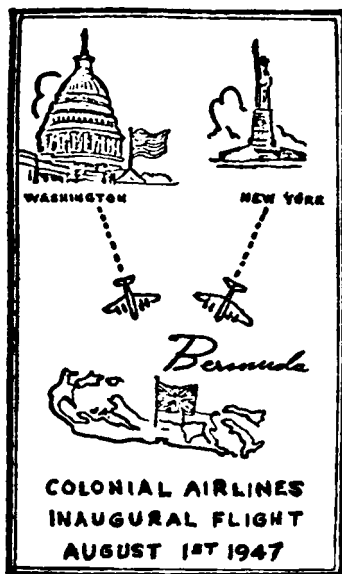 WASHINGTON
NEW YORK
Bermuda
COLONIAL AIRLINES
INAUGURAL FLIGHT
AUGUST 1ST 1947